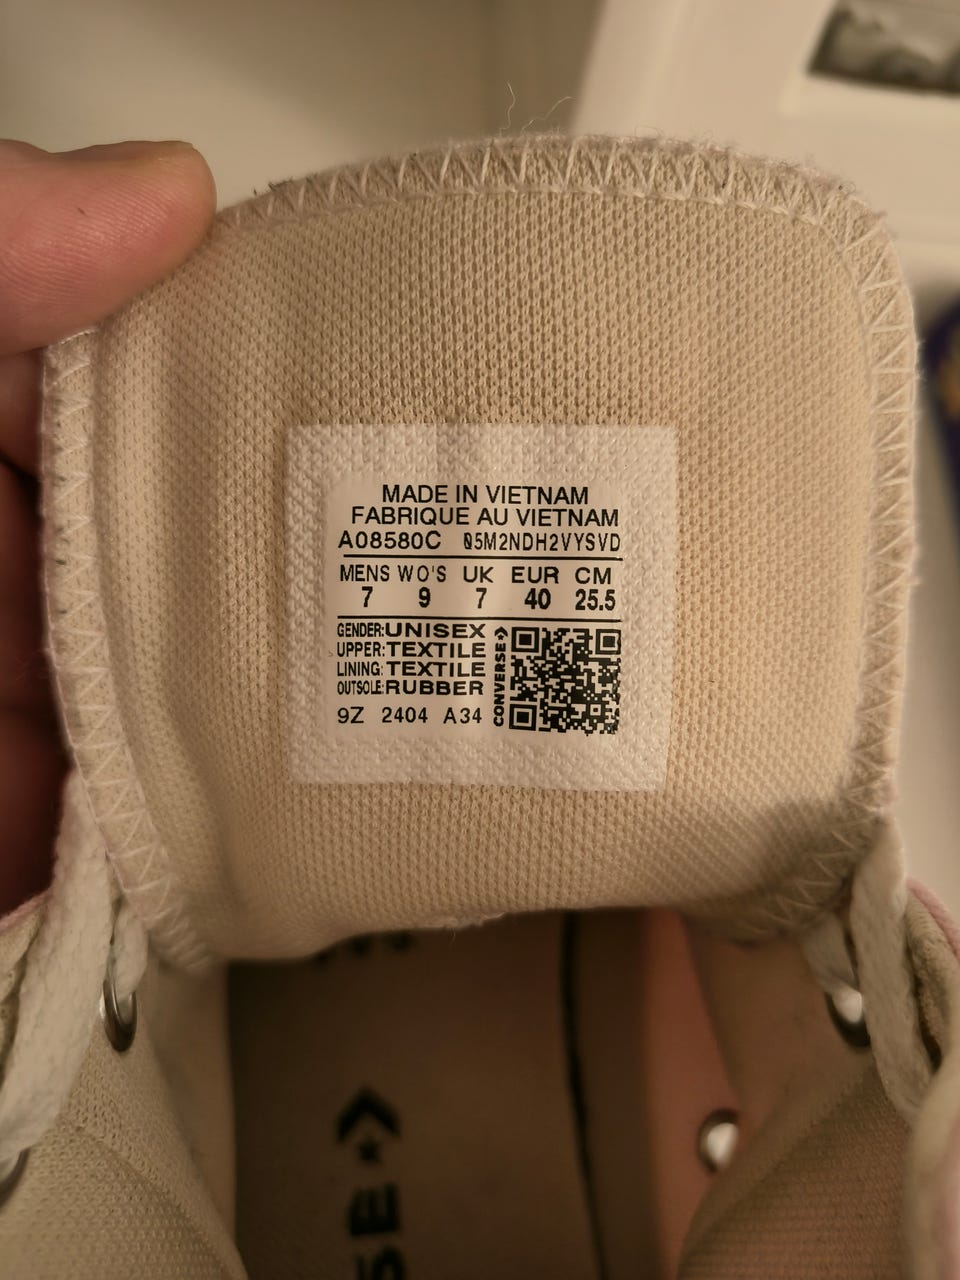 MADE IN VIETNAM
FABRIQUE AU VIETNAM
A08580C 05M2NDH2VYSVD
MENS WO'S UK EUR CM
7 9 7 40 25.5
GENDER:UNISEX
UPPER:TEXTILE
LINING:TEXTILE
OUTSOLE:RUBBER
9Z 2404 A34
CONVERSE